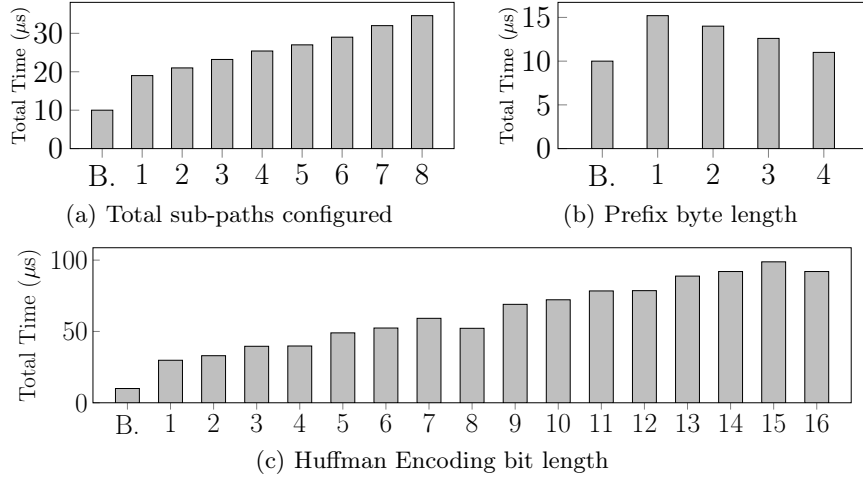 Total Time (μs)
30
20
10
0
B. 1 2 3 4 5 6 7 8
(a) Total sub-paths configured
Total Time (μs)
15
10
5
0
B. 1 2 3 4
(b) Prefix byte length
Total Time (μs)
100
50
0
B. 1 2 3 4 5 6 7 8 9 10 11 12 13 14 15 16
(c) Huffman Encoding bit length